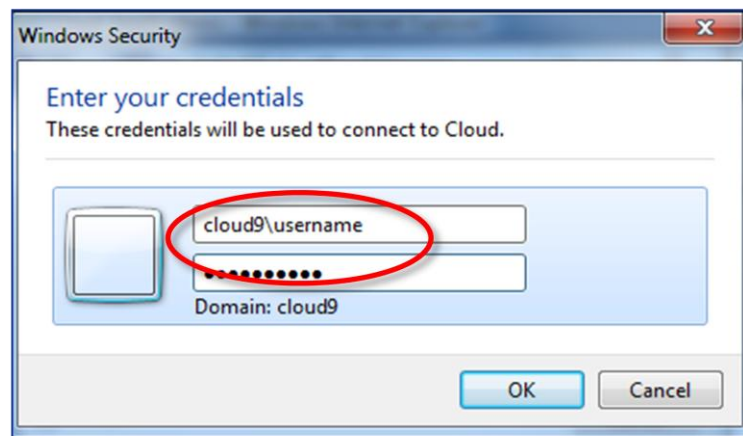 Windows Security
Enter your credentials
These credentials will be used to connect to Cloud.
cloud9\username
●●●●●●●●●●
Domain: cloud9
OK
Cancel